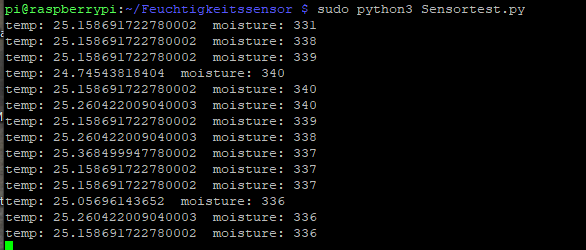 pi@raspberrypi:~/Feuchtigkeitssensor $ sudo python3 Sensortest.py
temp: 25.158691722780002  moisture: 331
temp: 25.158691722780002  moisture: 338
temp: 25.158691722780002  moisture: 339
temp: 24.74543818404  moisture: 340
temp: 25.158691722780002  moisture: 340
temp: 25.260422009040003  moisture: 340
temp: 25.158691722780002  moisture: 339
temp: 25.260422009040003  moisture: 338
temp: 25.368499947780002  moisture: 337
temp: 25.158691722780002  moisture: 337
temp: 25.158691722780002  moisture: 337
temp: 25.05696143652  moisture: 336
temp: 25.260422009040003  moisture: 336
temp: 25.158691722780002  moisture: 336